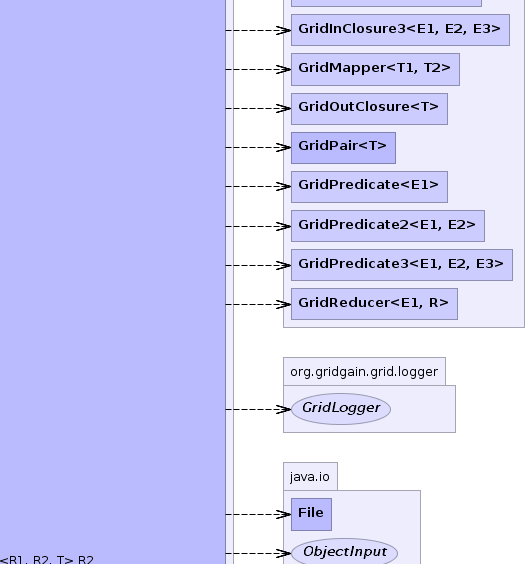 GridInClosure3<E1, E2, E3>
GridMapper<T1, T2>
GridOutClosure<T>
GridPair<T>
GridPredicate<E1>
GridPredicate2<E1, E2>
GridPredicate3<E1, E2, E3>
GridReducer<E1, R>
org.gridgain.grid.logger
GridLogger
java.io
File
ObjectInput
<R1, R2, T> R2